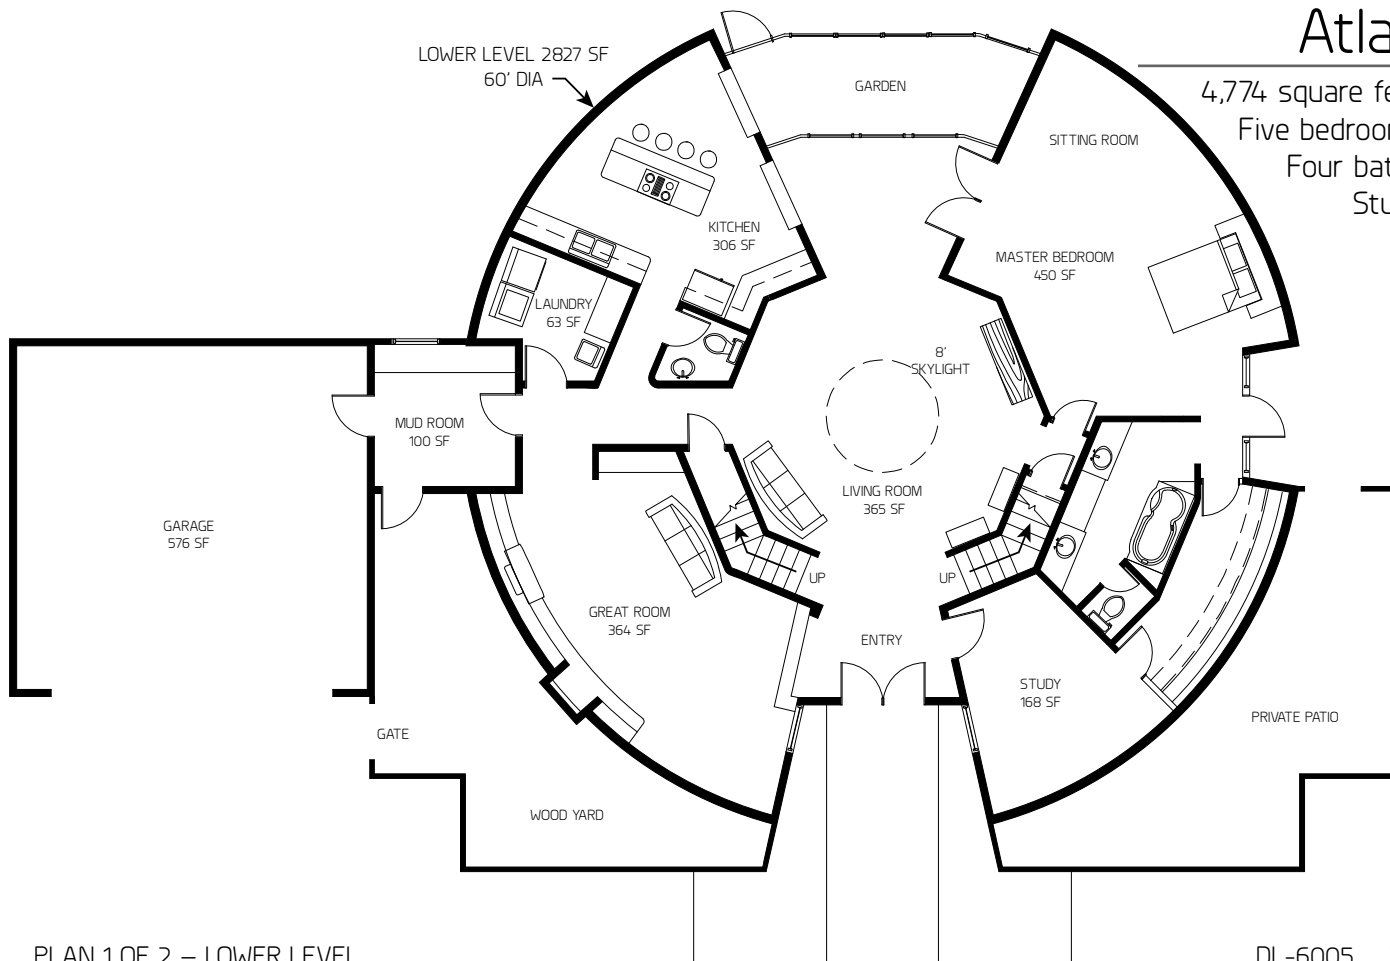 Atla
4,774 square fe
Five bedroom
Four bat
Stu
LOWER LEVEL 2827 SF
60' DIA
GARDEN
SITTING ROOM
KITCHEN
306 SF
MASTER BEDROOM
450 SF
LAUNDRY
63 SF
8'
SKYLIGHT
MUD ROOM
100 SF
LIVING ROOM
365 SF
GARAGE
576 SF
UP
UP
GREAT ROOM
364 SF
ENTRY
STUDY
168 SF
PRIVATE PATIO
GATE
WOOD YARD
PLAN 1 OF 2 – LOWER LEVEL
DL-6005